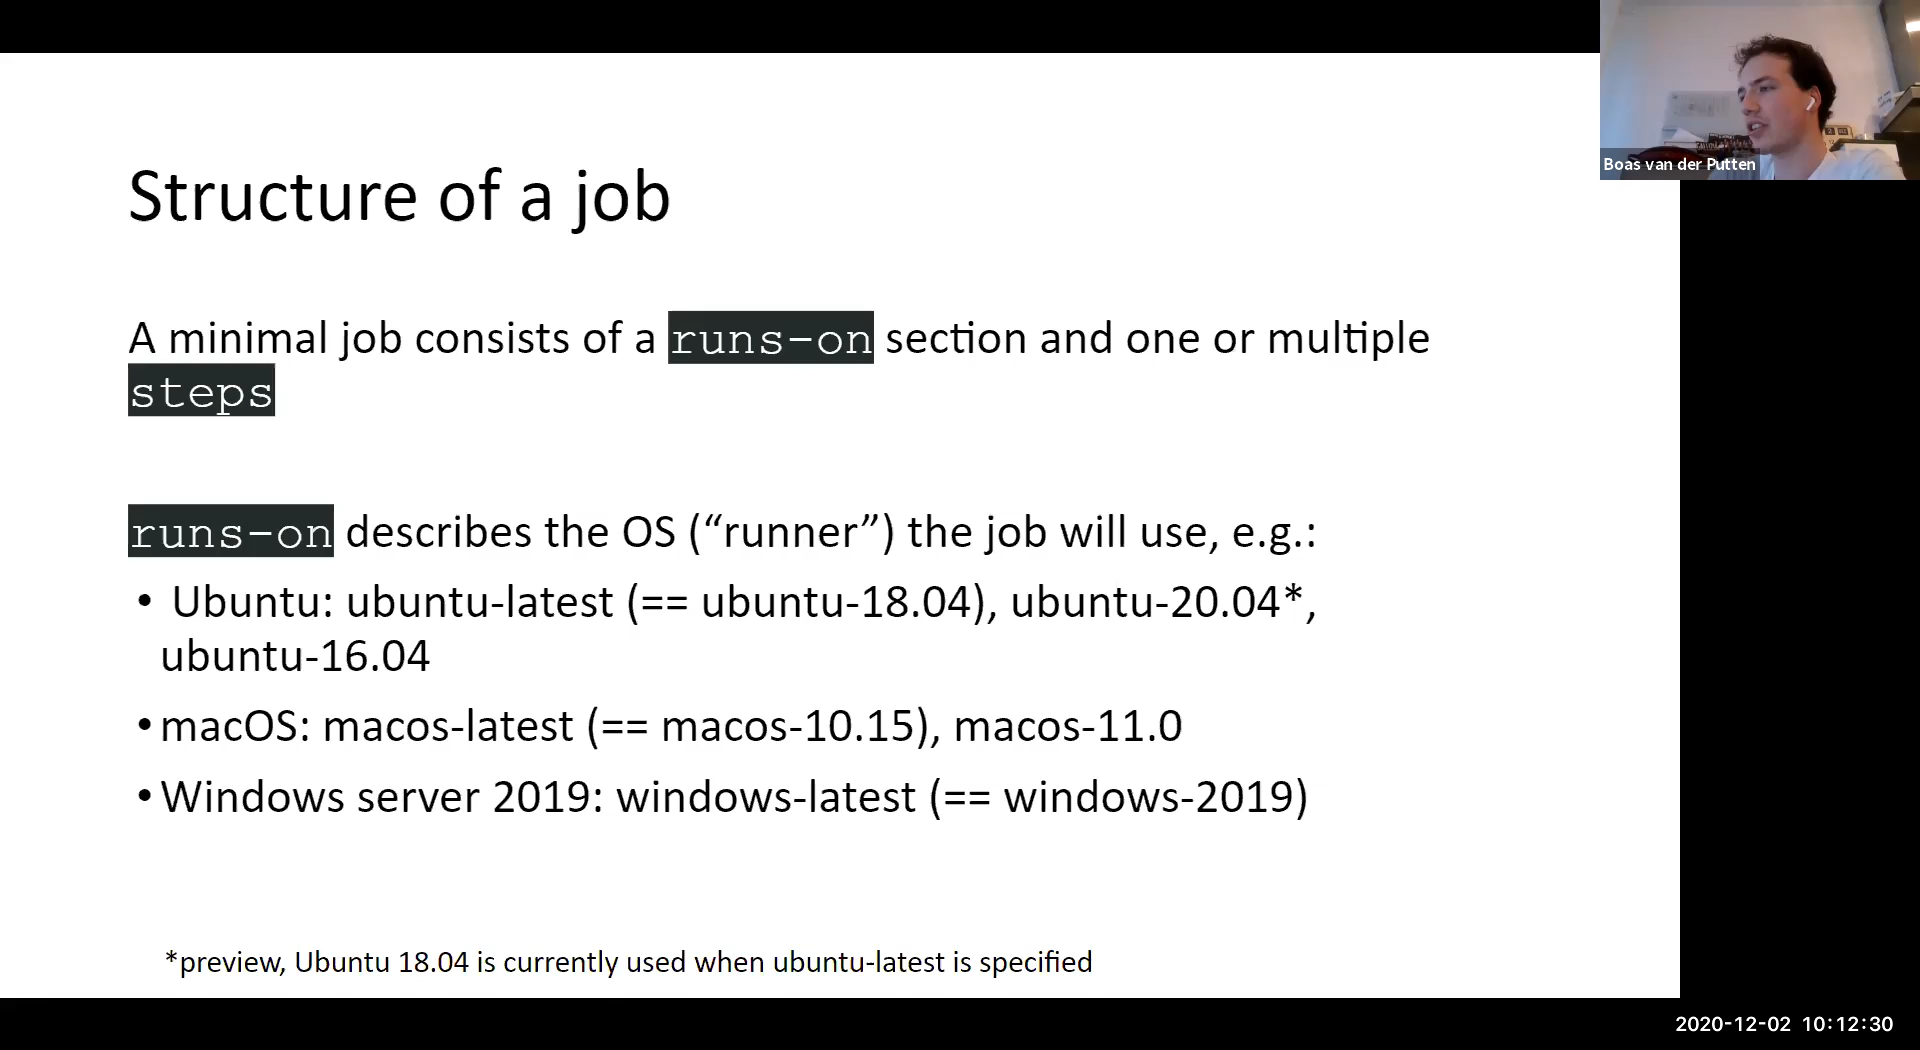 Structure of a job
A minimal job consists of a runs-on section and one or multiple
steps
runs-on describes the OS (“runner”) the job will use, e.g.:
• Ubuntu: ubuntu-latest (== ubuntu-18.04), ubuntu-20.04*,
ubuntu-16.04
• macOS: macos-latest (== macos-10.15), macos-11.0
• Windows server 2019: windows-latest (== windows-2019)
*preview, Ubuntu 18.04 is currently used when ubuntu-latest is specified
Boas van der Putten
2020-12-02 10:12:30